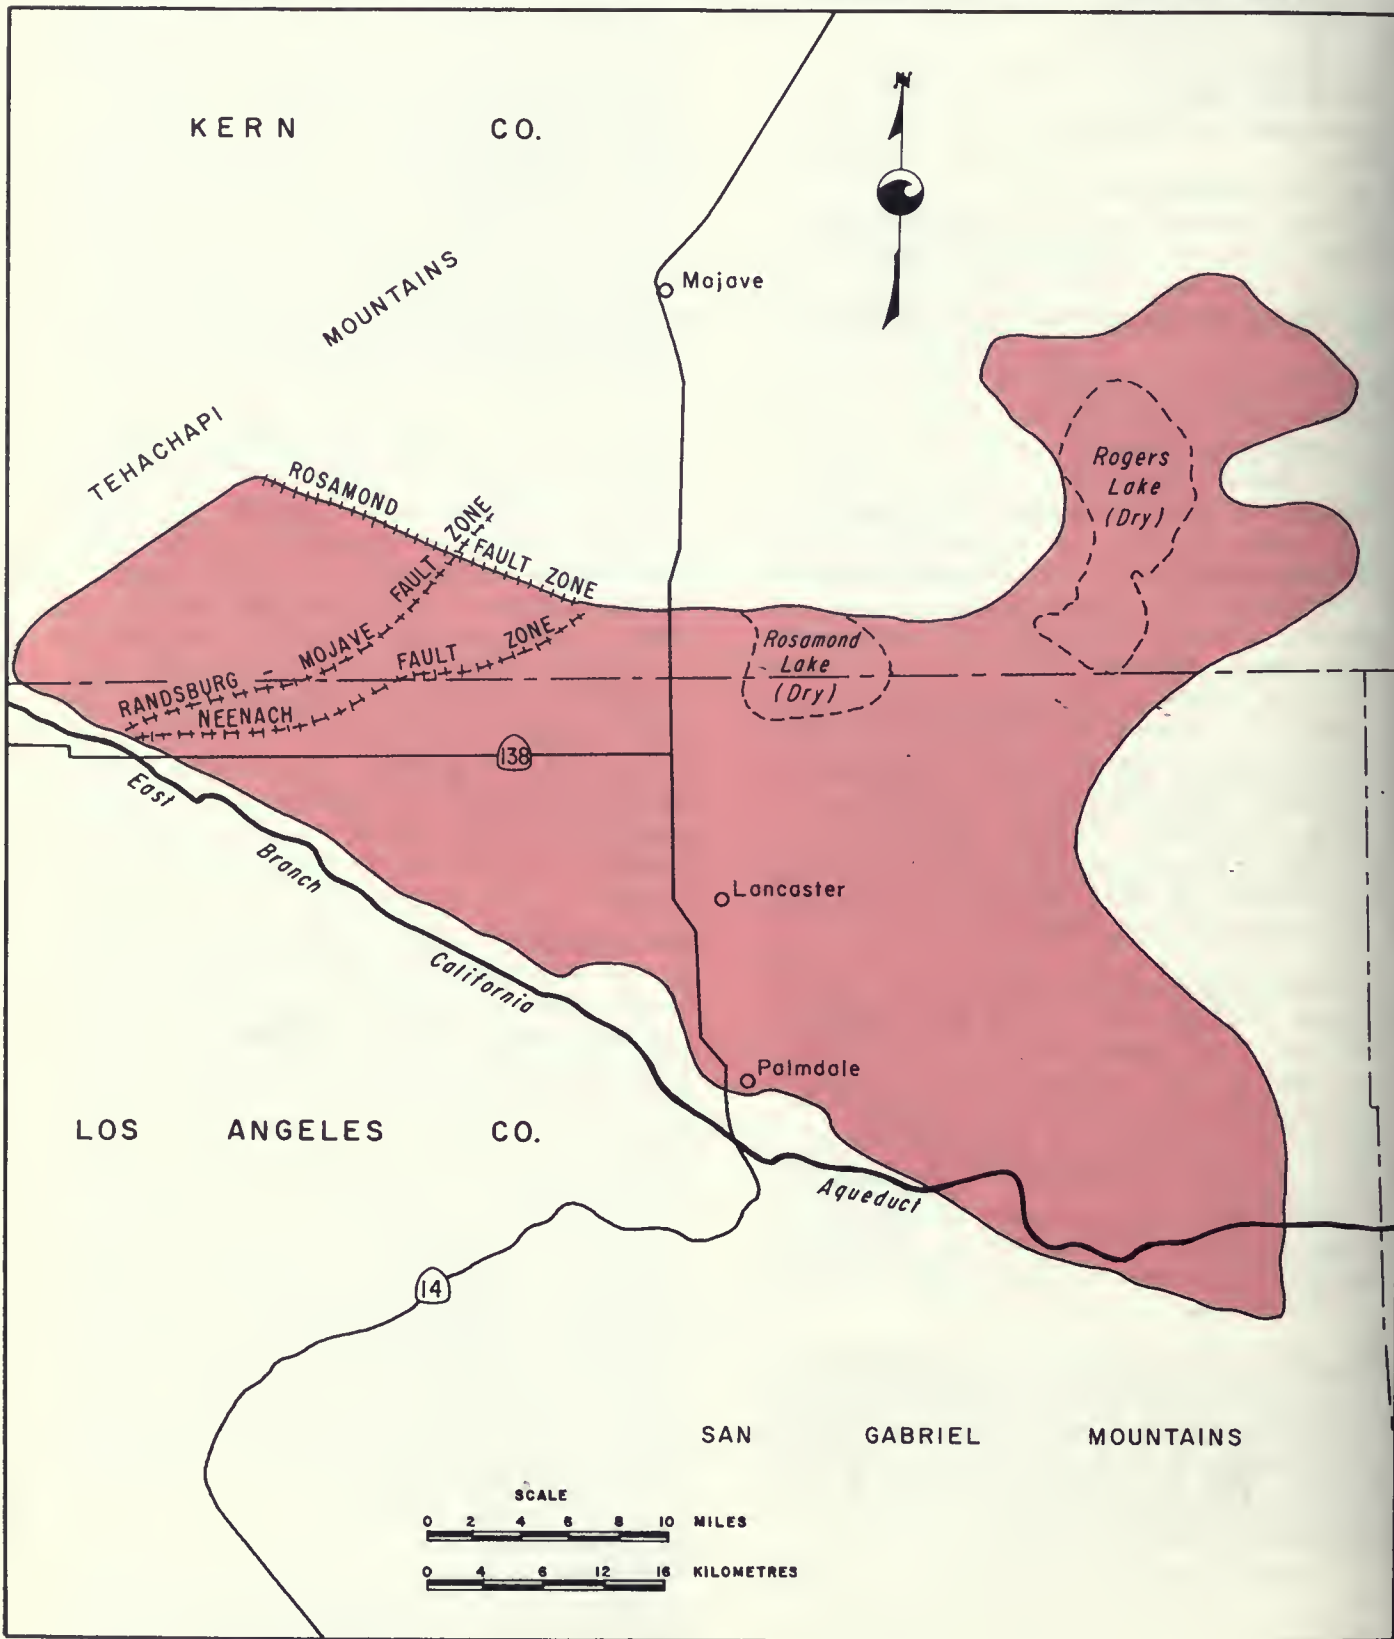 N
KERN CO.
Mojave
TEHACHAPI MOUNTAINS
Rogers
Lake
(Dry)
ROSAMOND FAULT ZONE
RANDSBURG - MOJAVE FAULT ZONE
NEENACH FAULT ZONE
Rosamond
Lake
(Dry)
138
East Branch California Aqueduct
Lancaster
Palmdale
LOS ANGELES CO.
14
SAN GABRIEL MOUNTAINS
SCALE
0 2 4 6 8 10 MILES
0 4 6 12 16 KILOMETRES